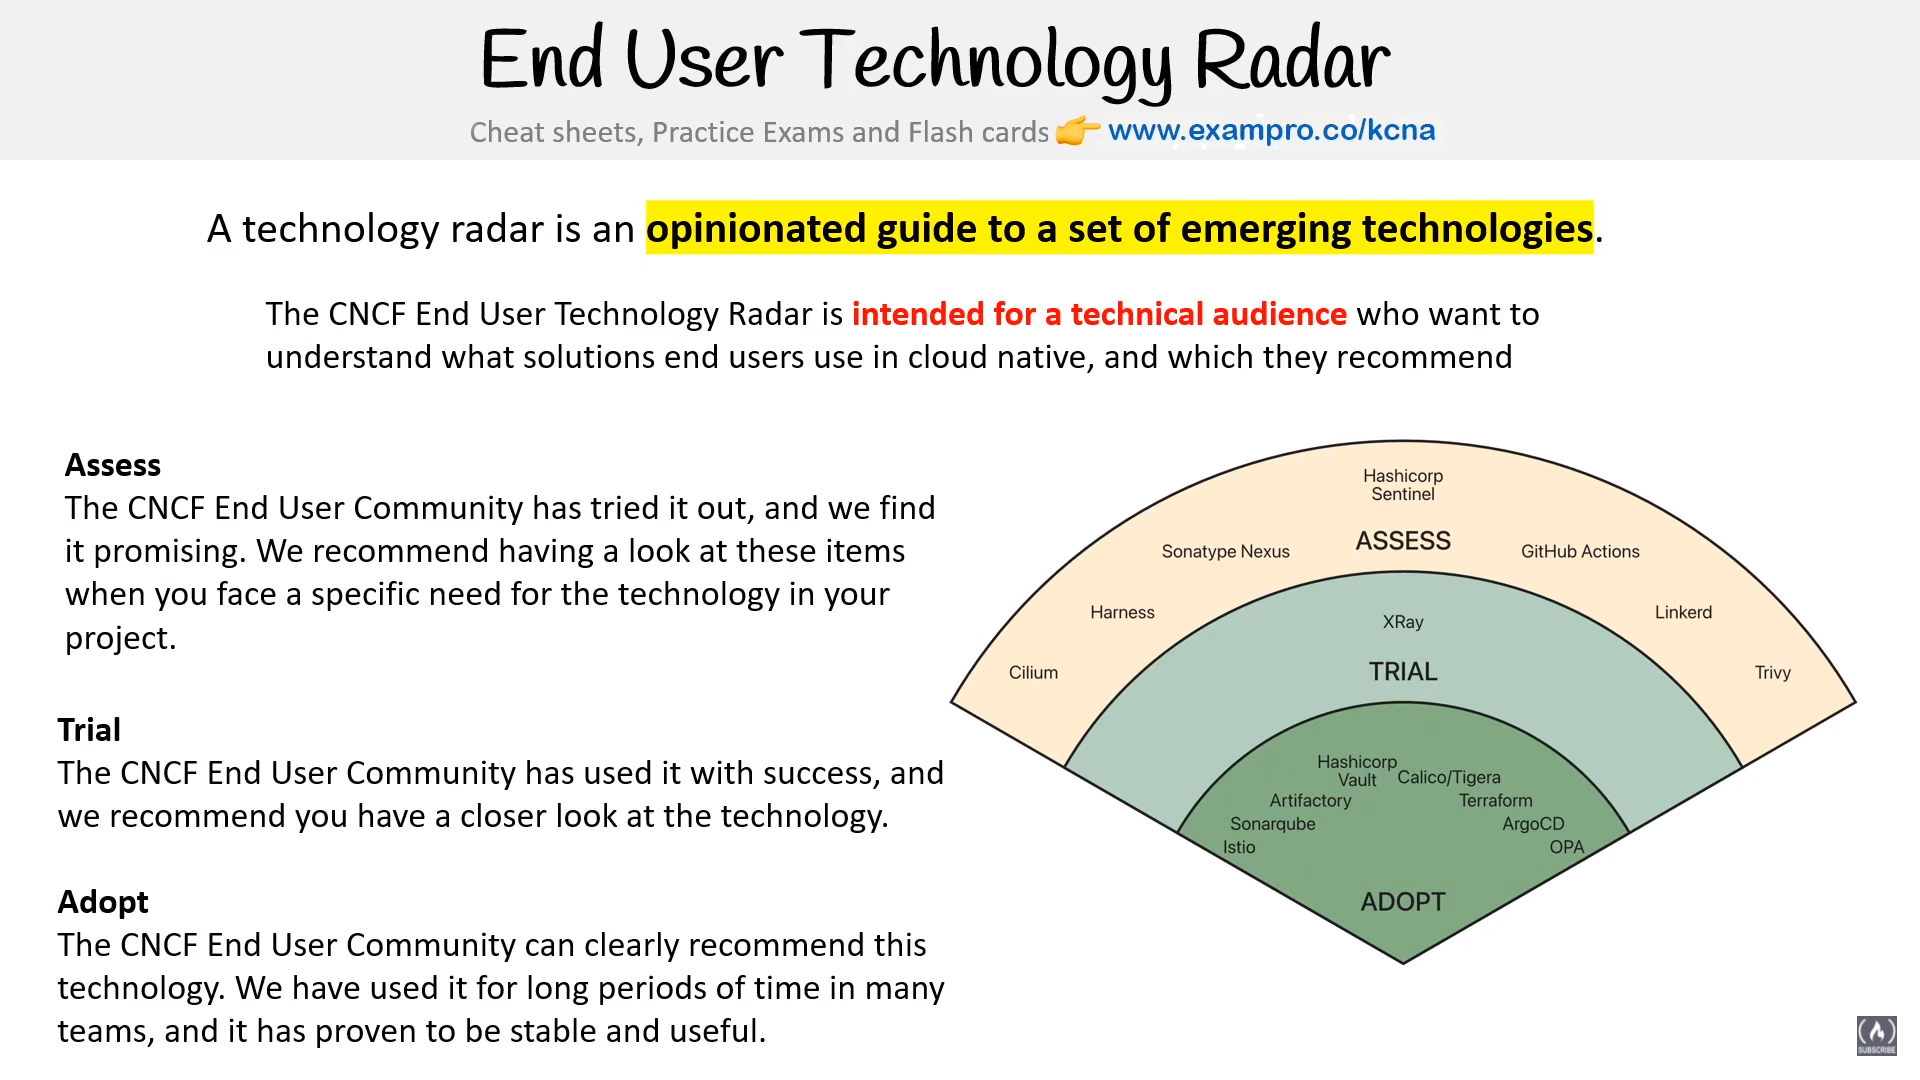 End User Technology Radar
Cheat sheets, Practice Exams and Flash cards 👉 www.exampro.co/kcna
A technology radar is an opinionated guide to a set of emerging technologies.
The CNCF End User Technology Radar is intended for a technical audience who want to
understand what solutions end users use in cloud native, and which they recommend
Assess
The CNCF End User Community has tried it out, and we find
it promising. We recommend having a look at these items
when you face a specific need for the technology in your
project.
Trial
The CNCF End User Community has used it with success, and
we recommend you have a closer look at the technology.
Adopt
The CNCF End User Community can clearly recommend this
technology. We have used it for long periods of time in many
teams, and it has proven to be stable and useful.
Hashicorp
Sentinel
ASSESS
Sonatype Nexus
GitHub Actions
Harness
Linkerd
Cilium
Trivy
XRay
TRIAL
Hashicorp
Vault
Calico/Tigera
Artifactory
Terraform
Sonarqube
ArgoCD
Istio
OPA
ADOPT
SUBSCRIBE